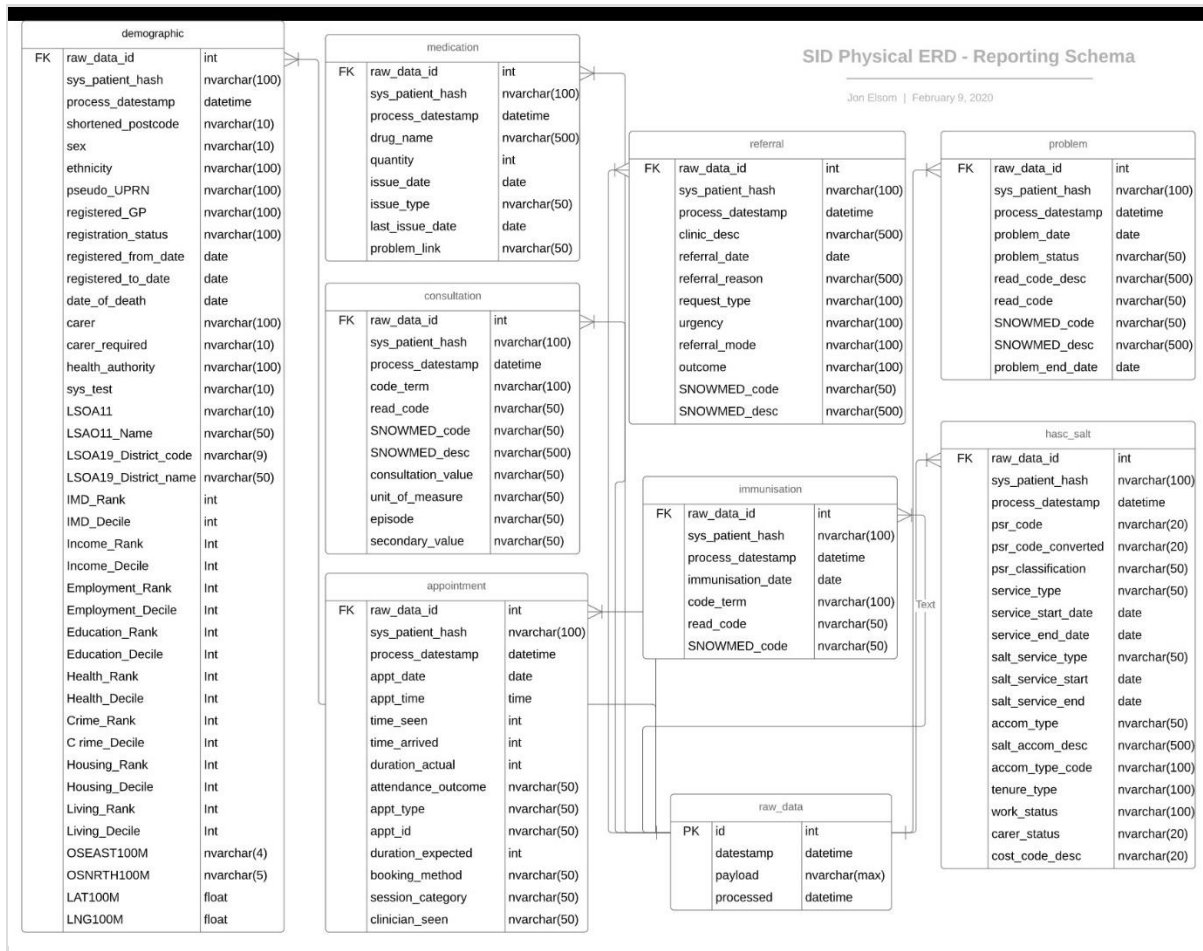 SID Physical ERD - Reporting Schema
Jon Elsom | February 9, 2020
demographic
FK raw_data_id int
sys_patient_hash nvarchar(100)
process_datestamp datetime
shortened_postcode nvarchar(10)
sex nvarchar(10)
ethnicity nvarchar(100)
pseudo_UPRN nvarchar(100)
registered_GP nvarchar(100)
registration_status nvarchar(100)
registered_from_date date
registered_to_date date
date_of_death date
carer nvarchar(100)
carer_required nvarchar(10)
health_authority nvarchar(100)
sys_test nvarchar(10)
LSOA11 nvarchar(10)
LSAO11_Name nvarchar(50)
LSOA19_District_code nvarchar(9)
LSOA19_District_name nvarchar(50)
IMD_Rank int
IMD_Decile int
Income_Rank Int
Income_Decile Int
Employment_Rank Int
Employment_Decile Int
Education_Rank Int
Education_Decile Int
Health_Rank Int
Health_Decile Int
Crime_Rank Int
C rime_Decile Int
Housing_Rank Int
Housing_Decile Int
Living_Rank Int
Living_Decile Int
OSEAST100M nvarchar(4)
OSNRTH100M nvarchar(5)
LAT100M float
LNG100M float
medication
FK raw_data_id int
sys_patient_hash nvarchar(100)
process_datestamp datetime
drug_name nvarchar(500)
quantity int
issue_date date
issue_type nvarchar(50)
last_issue_date date
problem_link nvarchar(50)
consultation
FK raw_data_id int
sys_patient_hash nvarchar(100)
process_datestamp datetime
code_term nvarchar(100)
read_code nvarchar(50)
SNOWMED_code nvarchar(50)
SNOWMED_desc nvarchar(500)
consultation_value nvarchar(50)
unit_of_measure nvarchar(50)
episode nvarchar(50)
secondary_value nvarchar(50)
appointment
FK raw_data_id int
sys_patient_hash nvarchar(100)
process_datestamp datetime
appt_date date
appt_time time
time_seen int
time_arrived int
duration_actual int
attendance_outcome nvarchar(50)
appt_type nvarchar(50)
appt_id nvarchar(50)
duration_expected int
booking_method nvarchar(50)
session_category nvarchar(50)
clinician_seen nvarchar(50)
referral
FK raw_data_id int
sys_patient_hash nvarchar(100)
process_datestamp datetime
clinic_desc nvarchar(500)
referral_date date
referral_reason nvarchar(500)
request_type nvarchar(100)
urgency nvarchar(100)
referral_mode nvarchar(100)
outcome nvarchar(100)
SNOWMED_code nvarchar(50)
SNOWMED_desc nvarchar(500)
immunisation
FK raw_data_id int
sys_patient_hash nvarchar(100)
process_datestamp datetime
immunisation_date date
code_term nvarchar(100)
read_code nvarchar(50)
SNOWMED_code nvarchar(50)
Text
raw_data
PK id int
datestamp datetime
payload nvarchar(max)
processed datetime
problem
FK raw_data_id int
sys_patient_hash nvarchar(100)
process_datestamp datetime
problem_date date
problem_status nvarchar(50)
read_code_desc nvarchar(500)
read_code nvarchar(50)
SNOWMED_code nvarchar(50)
SNOWMED_desc nvarchar(500)
problem_end_date date
hasc_salt
FK raw_data_id int
sys_patient_hash nvarchar(100)
process_datestamp datetime
psr_code nvarchar(20)
psr_code_converted nvarchar(20)
psr_classification nvarchar(50)
service_type nvarchar(50)
service_start_date date
service_end_date date
salt_service_type nvarchar(50)
salt_service_start date
salt_service_end date
accom_type nvarchar(50)
salt_accom_desc nvarchar(500)
accom_type_code nvarchar(100)
tenure_type nvarchar(100)
work_status nvarchar(100)
carer_status nvarchar(20)
cost_code_desc nvarchar(20)